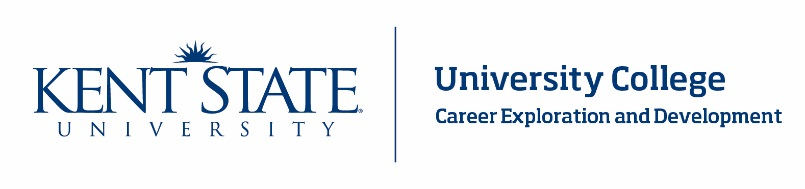 KENT STATE
UNIVERSITY
University College
Career Exploration and Development